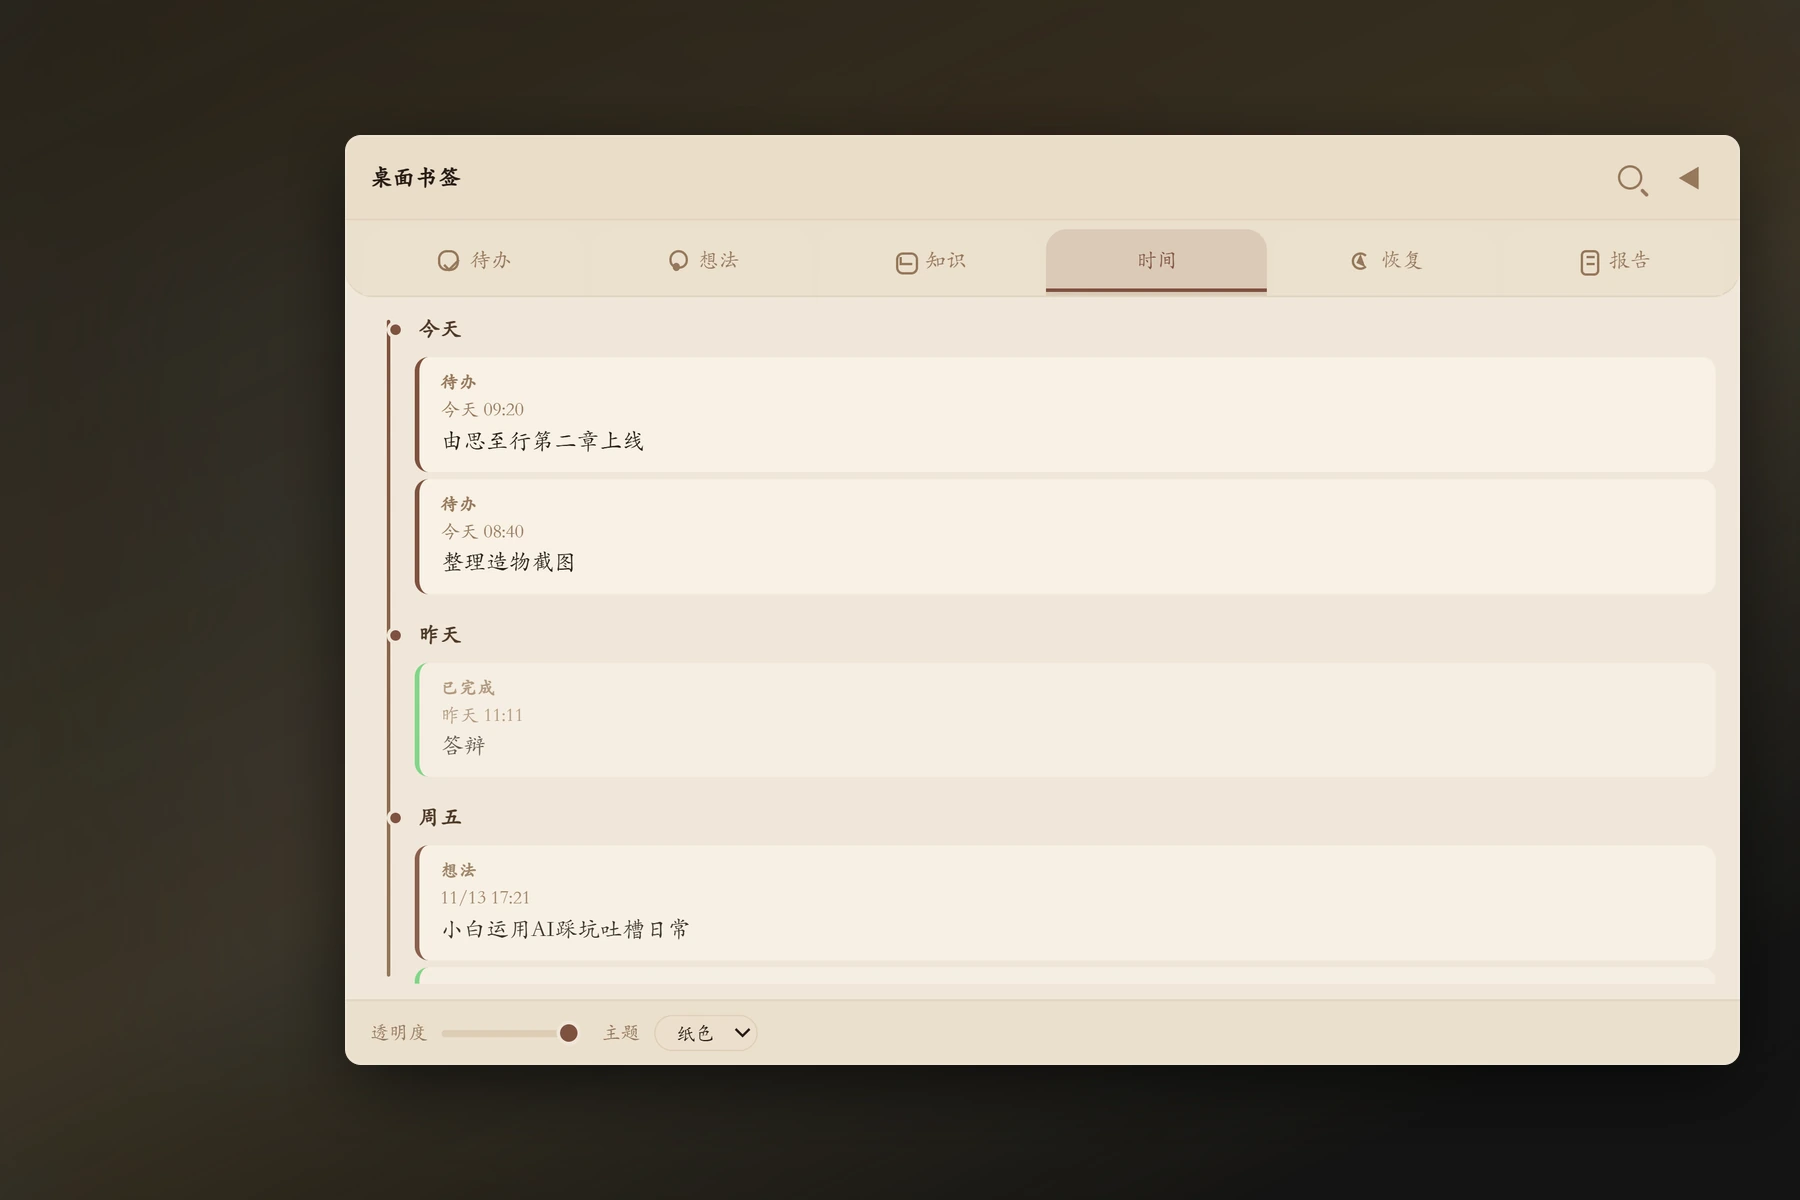 桌面书签
待办 想法 知识 时间 恢复 报告
今天
待办
今天 09:20
由思至行第二章上线
待办
今天 08:40
整理造物截图
昨天
已完成
昨天 11:11
答辩
周五
想法
11/13 17:21
小白运用AI踩坑吐槽日常
透明度 主题 纸色